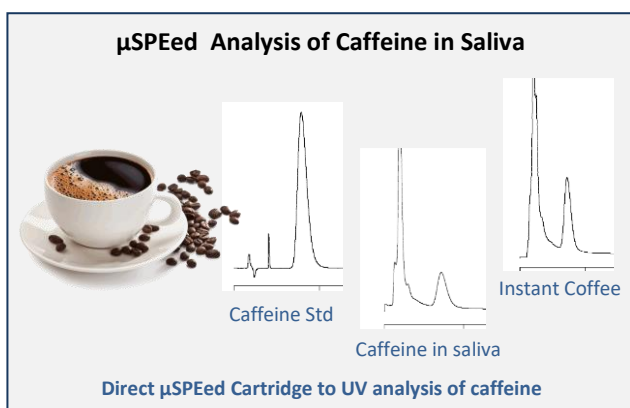 µSPEed Analysis of Caffeine in Saliva
Caffeine Std
Caffeine in saliva
Instant Coffee
Direct µSPEed Cartridge to UV analysis of caffeine